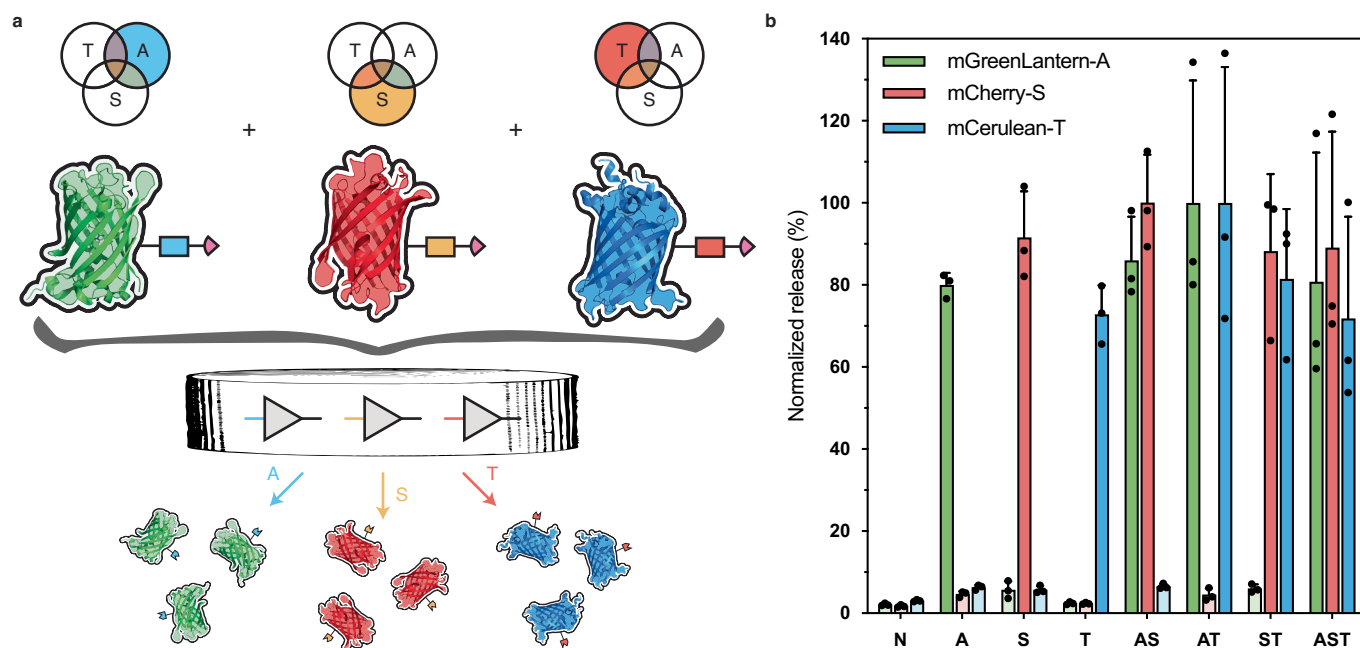 a
T A
S
+
T A
S
+
T A
S
A
S
T
b
Normalized release (%)
140
120
100
80
60
40
20
0
mGreenLantern-A
mCherry-S
mCerulean-T
N A S T AS AT ST AST